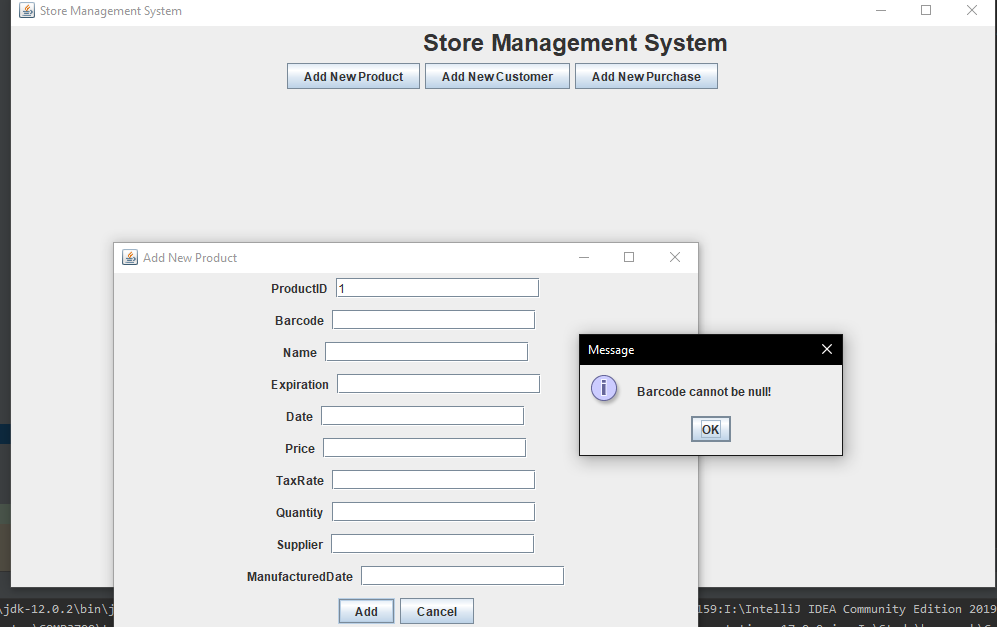 Store Management System
Store Management System
Add New Product Add New Customer Add New Purchase
Add New Product
ProductID 1
Barcode
Name
Expiration
Date
Price
TaxRate
Quantity
Supplier
ManufacturedDate
Add Cancel
Message
Barcode cannot be null!
OK
\jdk-12.0.2\bin\j
159:I:\IntelliJ IDEA Community Edition 2019